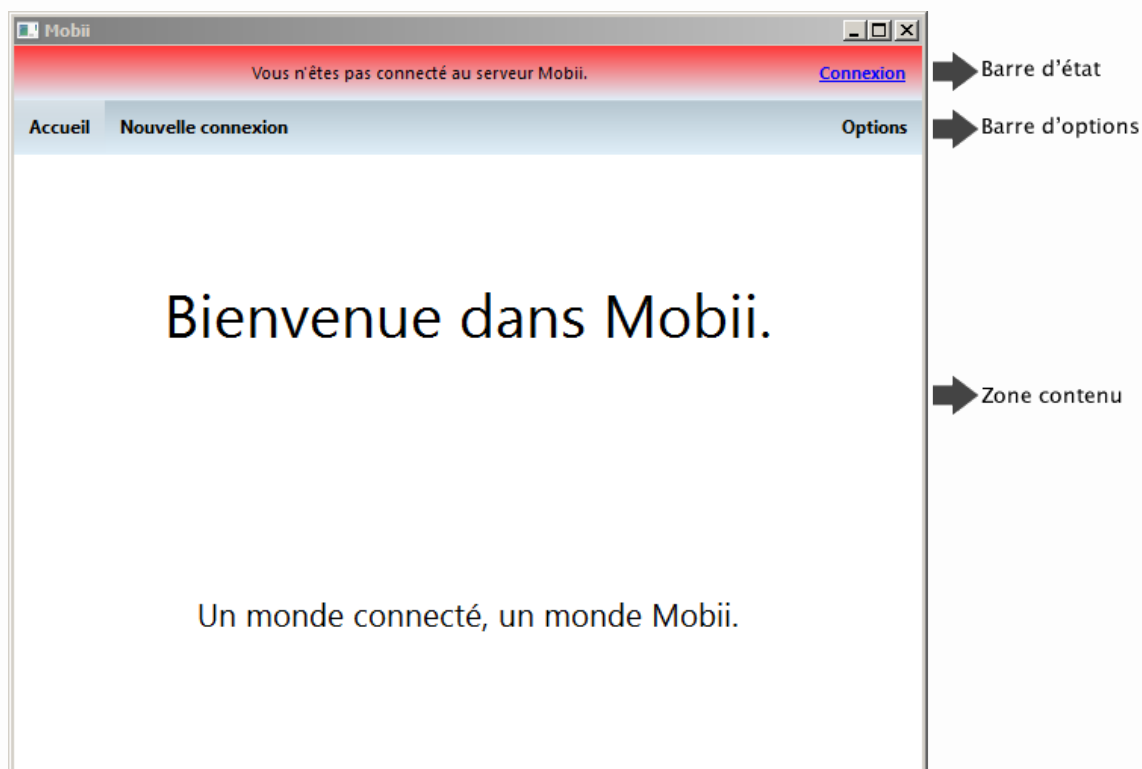 Mobii
Vous n'êtes pas connecté au serveur Mobii. Connexion
Barre d'état
Accueil Nouvelle connexion Options
Barre d'options
Bienvenue dans Mobii.
Zone contenu
Un monde connecté, un monde Mobii.